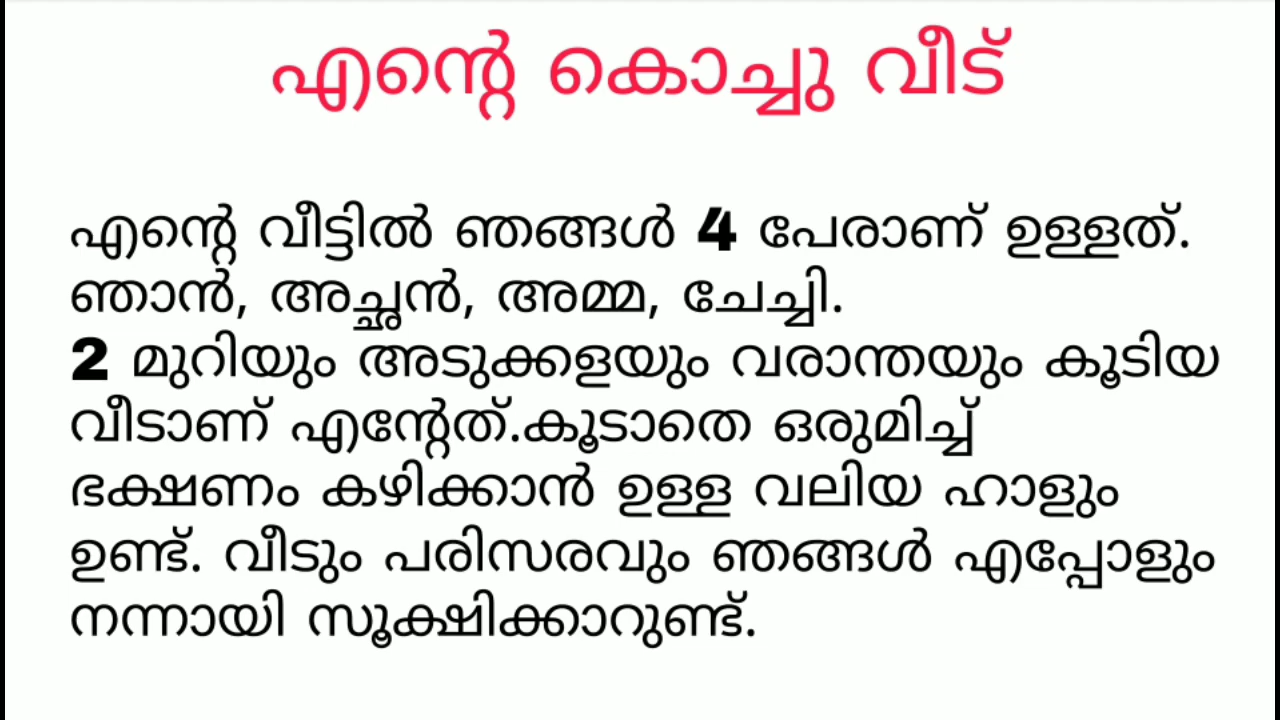 എന്റെ കൊച്ചു വീട്
എന്റെ വീട്ടിൽ ഞങ്ങൾ 4 പേരാണ് ഉള്ളത്.
ഞാൻ, അച്ഛൻ, അമ്മ, ചേച്ചി.
2 മുറിയും അടുക്കളയും വരാന്തയും കൂടിയ
വീടാണ് എന്റേത്.കൂടാതെ ഒരുമിച്ച്
ഭക്ഷണം കഴിക്കാൻ ഉള്ള വലിയ ഹാളും
ഉണ്ട്. വീടും പരിസരവും ഞങ്ങൾ എപ്പോളും
നന്നായി സൂക്ഷിക്കാറുണ്ട്.